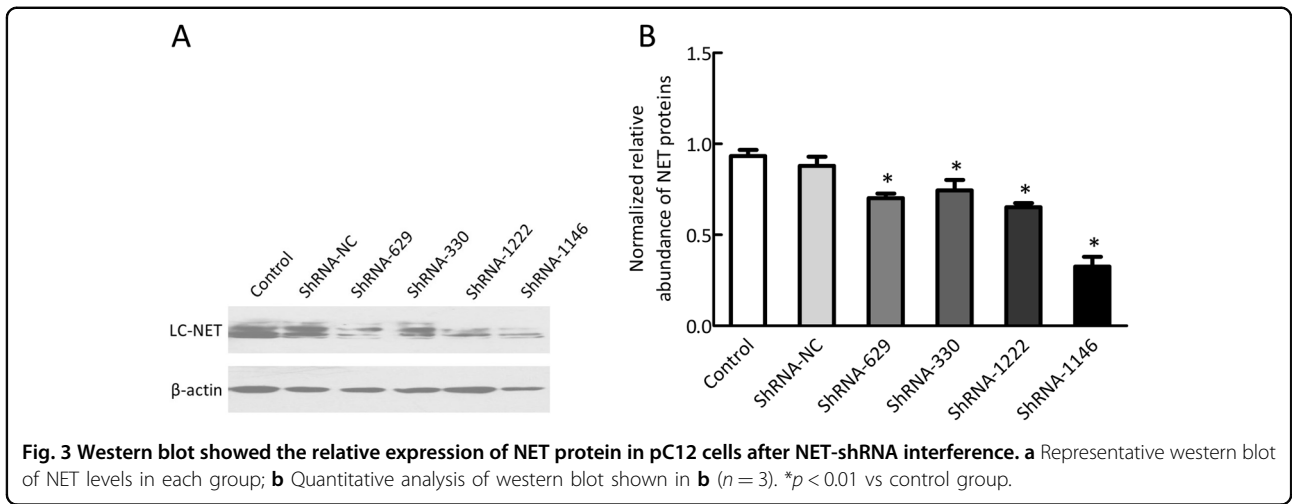 A
Control
ShRNA-NC
ShRNA-629
ShRNA-330
ShRNA-1222
ShRNA-1146
LC-NET
β-actin
B
Normalized relative
abundance of NET proteins
1.5
1.0
0.5
0.0
*
*
*
*
Control
ShRNA-NC
ShRNA-629
ShRNA-330
ShRNA-1222
ShRNA-1146
Fig. 3 Western blot showed the relative expression of NET protein in pC12 cells after NET-shRNA interference. a Representative western blot
of NET levels in each group; b Quantitative analysis of western blot shown in b (n = 3). *p < 0.01 vs control group.